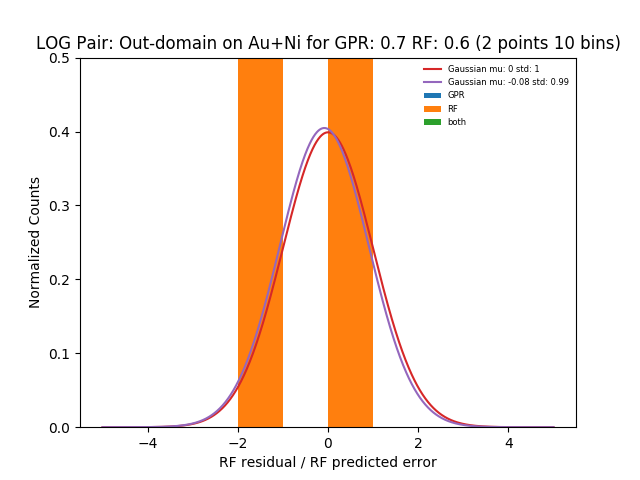 LOG Pair: Out-domain on Au+Ni for GPR: 0.7 RF: 0.6 (2 points 10 bins)
Gaussian mu: 0 std: 1
Gaussian mu: -0.08 std: 0.99
GPR
RF
both
Normalized Counts
0.5
0.4
0.3
0.2
0.1
0.0
−4
−2
0
2
4
RF residual / RF predicted error